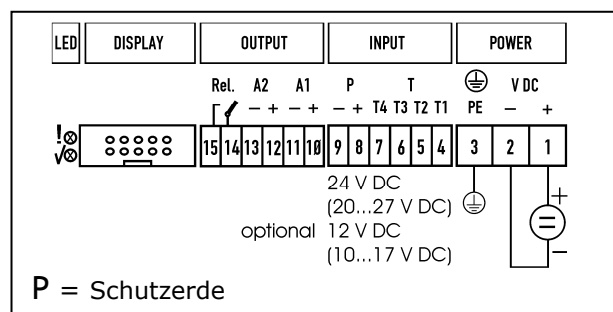 LED DISPLAY OUTPUT INPUT POWER
Rel. A2 A1 P T V DC
− + − + − + T4 T3 T2 T1 PE − +
! √ 15 14 13 12 11 10 9 8 7 6 5 4 3 2 1
24 V DC
(20...27 V DC)
optional 12 V DC
(10...17 V DC)
+
−
P = Schutzerde